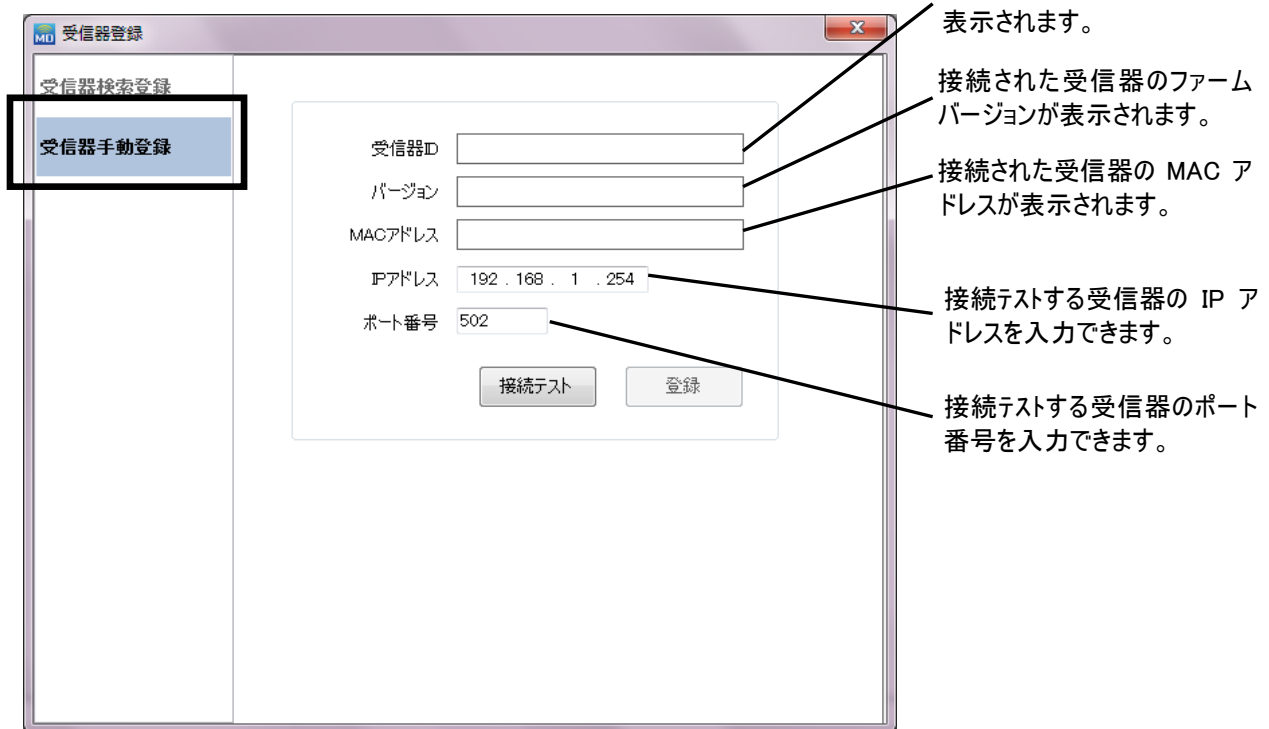 MD 受信器登録
受信器検索登録
受信器手動登録
受信器ID
バージョン
MACアドレス
IPアドレス 192 . 168 . 1 . 254
ポート番号 502
接続テスト 登録
表示されます。
接続された受信器のファーム
バージョンが表示されます。
接続された受信器の MAC ア
ドレスが表示されます。
接続テストする受信器の IP ア
ドレスを入力できます。
接続テストする受信器のポート
番号を入力できます。